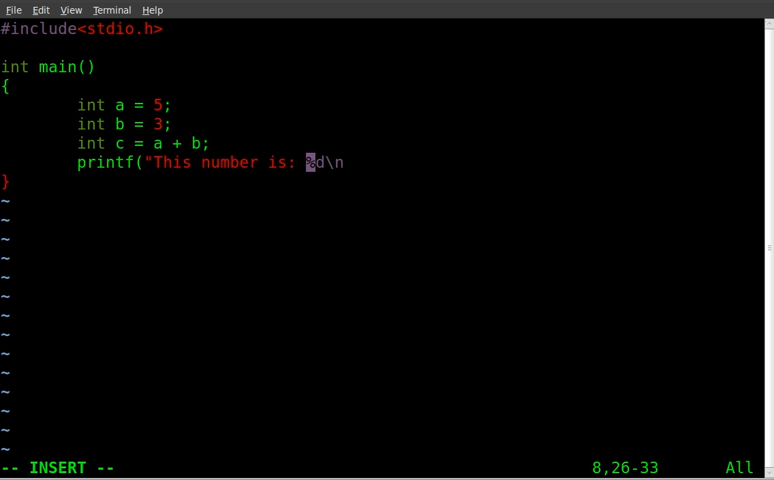 File Edit View Terminal Help
#include<stdio.h>
int main()
{
        int a = 5;
        int b = 3;
        int c = a + b;
        printf("This number is: %d\n
}
~
~
~
~
~
~
~
~
~
~
~
~
~
~
-- INSERT -- 8,26-33 All